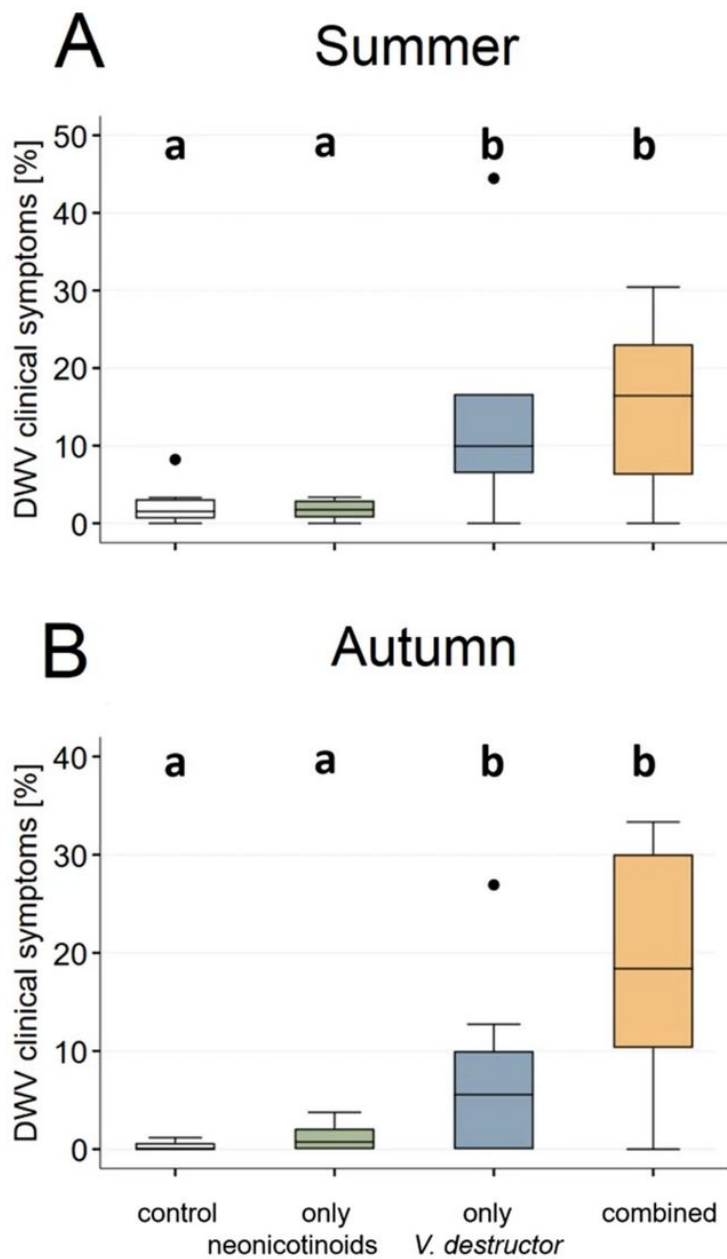 A Summer
DWV clinical symptoms [%]
50
40
30
20
10
0
a a b b
B Autumn
DWV clinical symptoms [%]
40
30
20
10
0
a a b b
control only only combined
neonicotinoids V. destructor